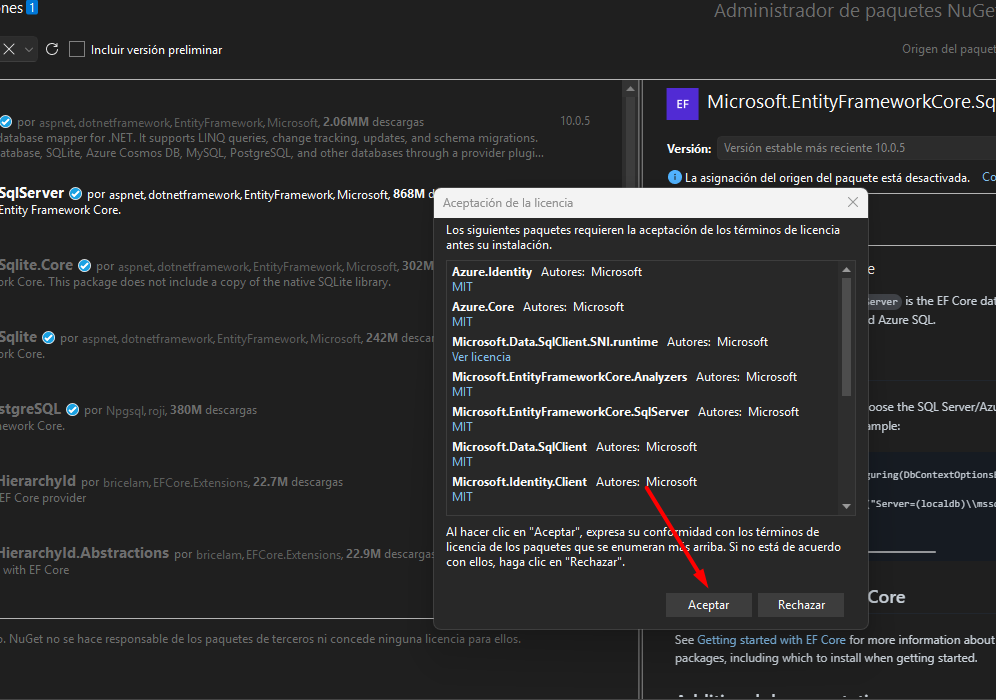 nes 1
Administrador de paquetes NuGe
Incluir versión preliminar
Origen del paquet
por aspnet, dotnetframework, EntityFramework, Microsoft, 2.06MM descargas
10.0.5
database mapper for .NET. It supports LINQ queries, change tracking, updates, and schema migrations.
atabase, SQLite, Azure Cosmos DB, MySQL, PostgreSQL, and other databases through a provider plugi...
SqlServer por aspnet, dotnetframework, EntityFramework, Microsoft, 868M d
Entity Framework Core.
Sqlite.Core por aspnet, dotnetframework, EntityFramework, Microsoft, 302M
ork Core. This package does not include a copy of the native SQLite library.
Sqlite por aspnet, dotnetframework, EntityFramework, Microsoft, 242M descar
ork Core.
stgreSQL por Npgsql, roji, 380M descargas
ework Core.
HierarchyId por bricelam, EFCore.Extensions, 22.7M descargas
EF Core provider
HierarchyId.Abstractions por bricelam, EFCore.Extensions, 22.9M descargas
with EF Core
o. NuGet no se hace responsable de los paquetes de terceros ni concede ninguna licencia para ellos.
EF
Microsoft.EntityFrameworkCore.Sq
Versión: Versión estable más reciente 10.0.5
La asignación del origen del paquete está desactivada. Co
Aceptación de la licencia
Los siguientes paquetes requieren la aceptación de los términos de licencia
antes su instalación.
Azure.Identity Autores: Microsoft
MIT
Azure.Core Autores: Microsoft
MIT
Microsoft.Data.SqlClient.SNI.runtime Autores: Microsoft
Ver licencia
Microsoft.EntityFrameworkCore.Analyzers Autores: Microsoft
MIT
Microsoft.EntityFrameworkCore.SqlServer Autores: Microsoft
MIT
Microsoft.Data.SqlClient Autores: Microsoft
MIT
Microsoft.Identity.Client Autores: Microsoft
MIT
Al hacer clic en "Aceptar", expresa su conformidad con los términos de
licencia de los paquetes que se enumeran más arriba. Si no está de acuerdo
con ellos, haga clic en "Rechazar".
Aceptar
Rechazar
e
erver is the EF Core dat
d Azure SQL.
oose the SQL Server/Azu
ample:
guring(DbContextOptionsB
("Server=(localdb)\\mssq
Core
See Getting started with EF Core for more information about
packages, including which to install when getting started.